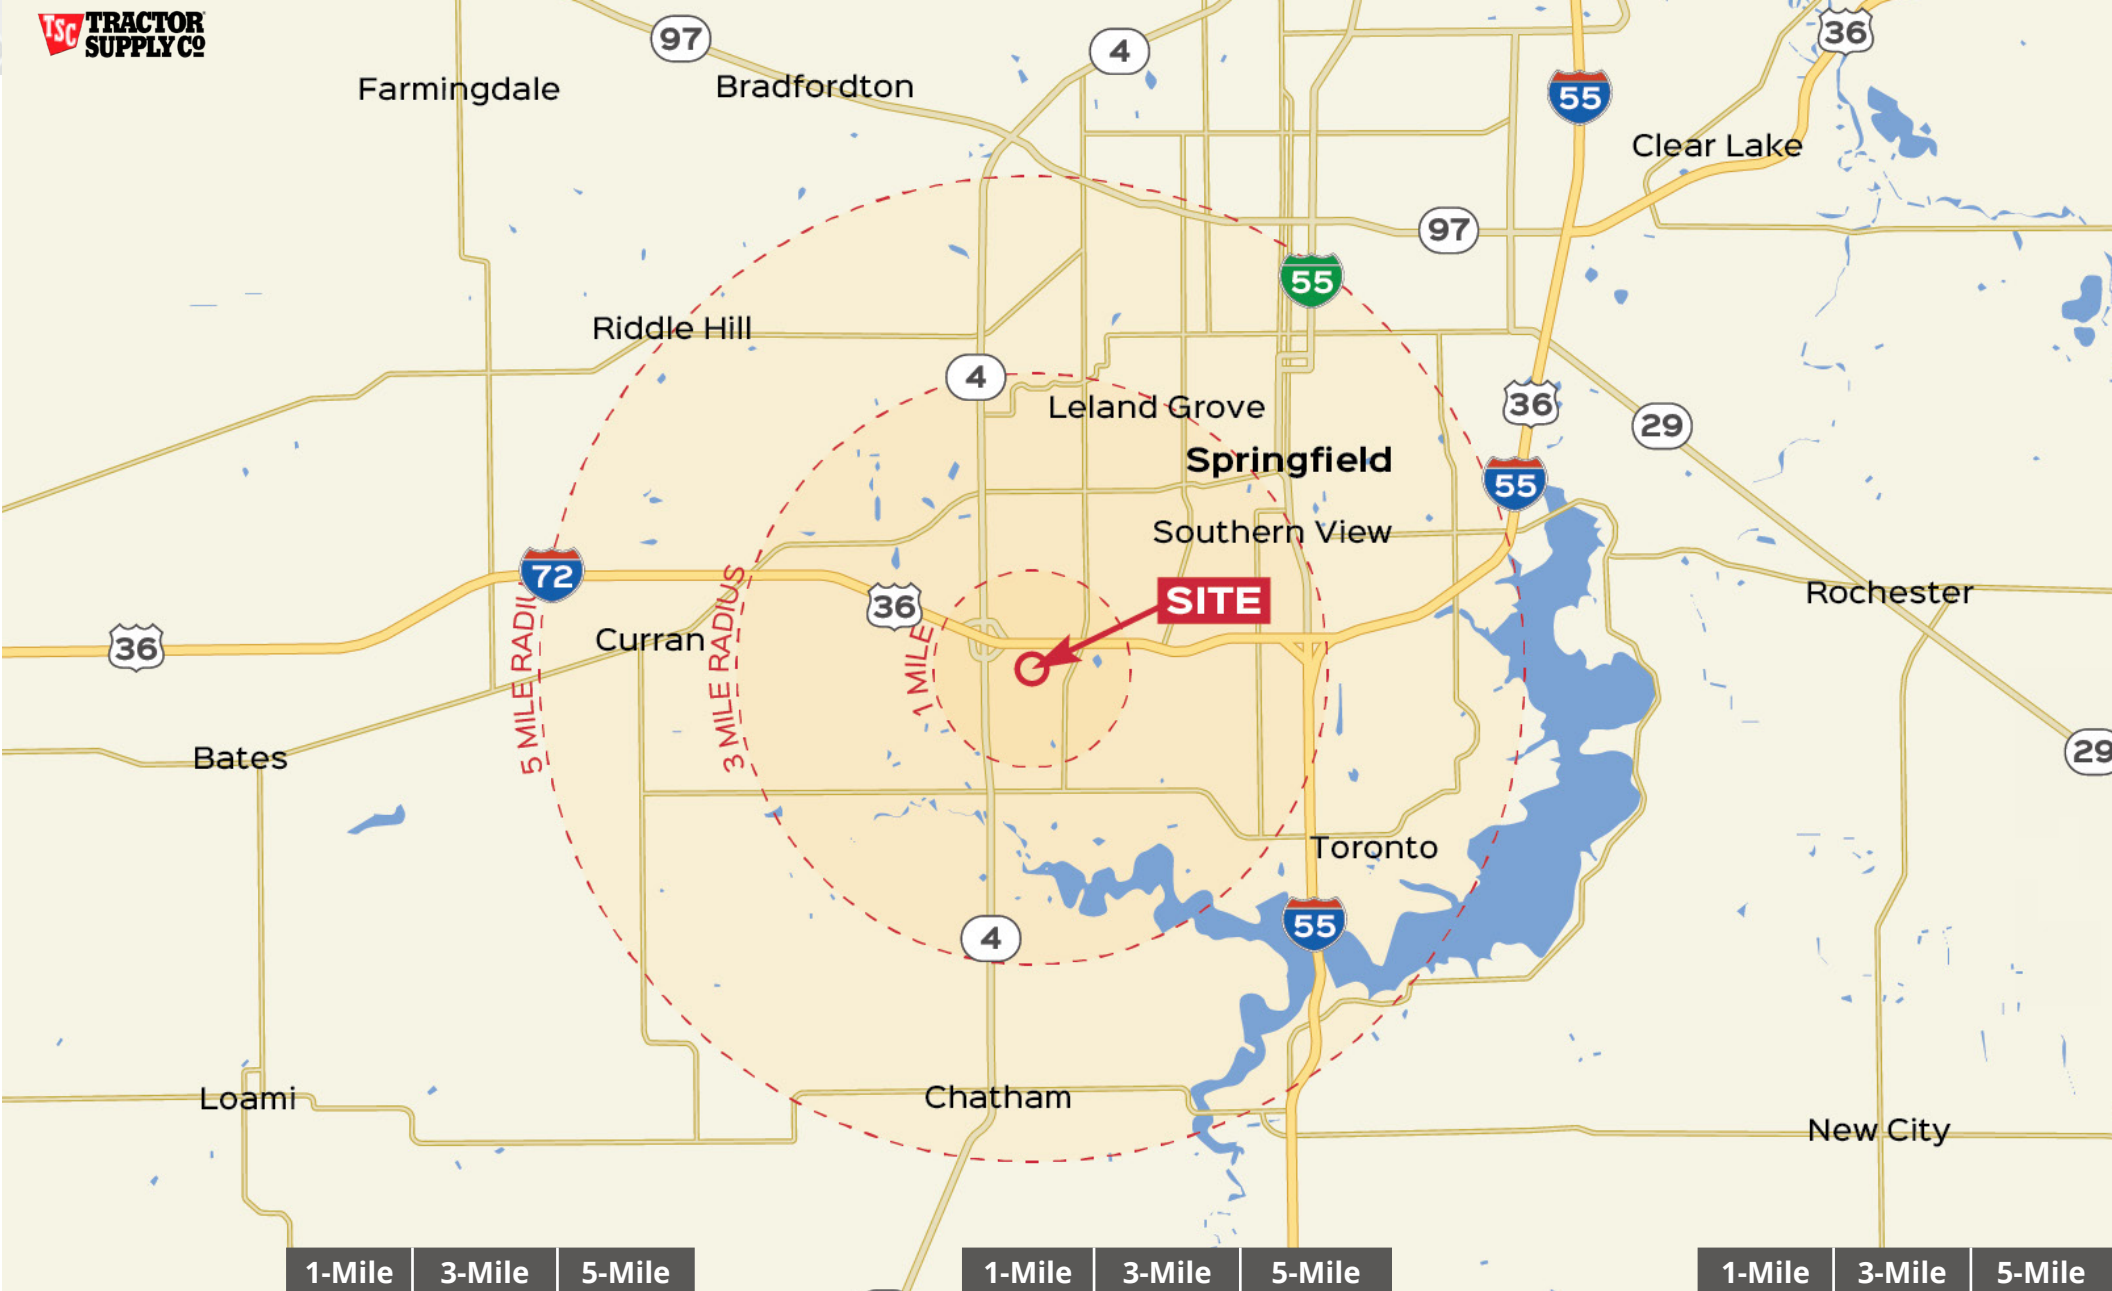 TSC TRACTOR
SUPPLY CO
97
4
36
Farmingdale
Bradfordton
55
Clear Lake
97
55
Riddle Hill
4
Leland Grove
36
29
Springfield
55
Southern View
72
36
SITE
Rochester
36
Curran
5 MILE RADIUS
3 MILE RADIUS
1 MILE
Bates
29
Toronto
55
4
Loami
Chatham
New City
1-Mile 3-Mile 5-Mile
1-Mile 3-Mile 5-Mile
1-Mile 3-Mile 5-Mile